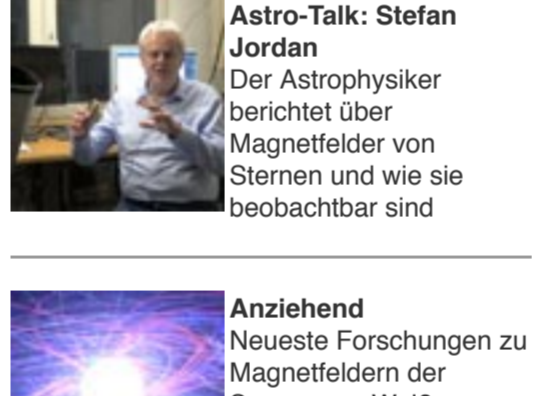 Astro-Talk: Stefan
Jordan
Der Astrophysiker
berichtet über
Magnetfelder von
Sternen und wie sie
beobachtbar sind
Anziehend
Neueste Forschungen zu
Magnetfeldern der